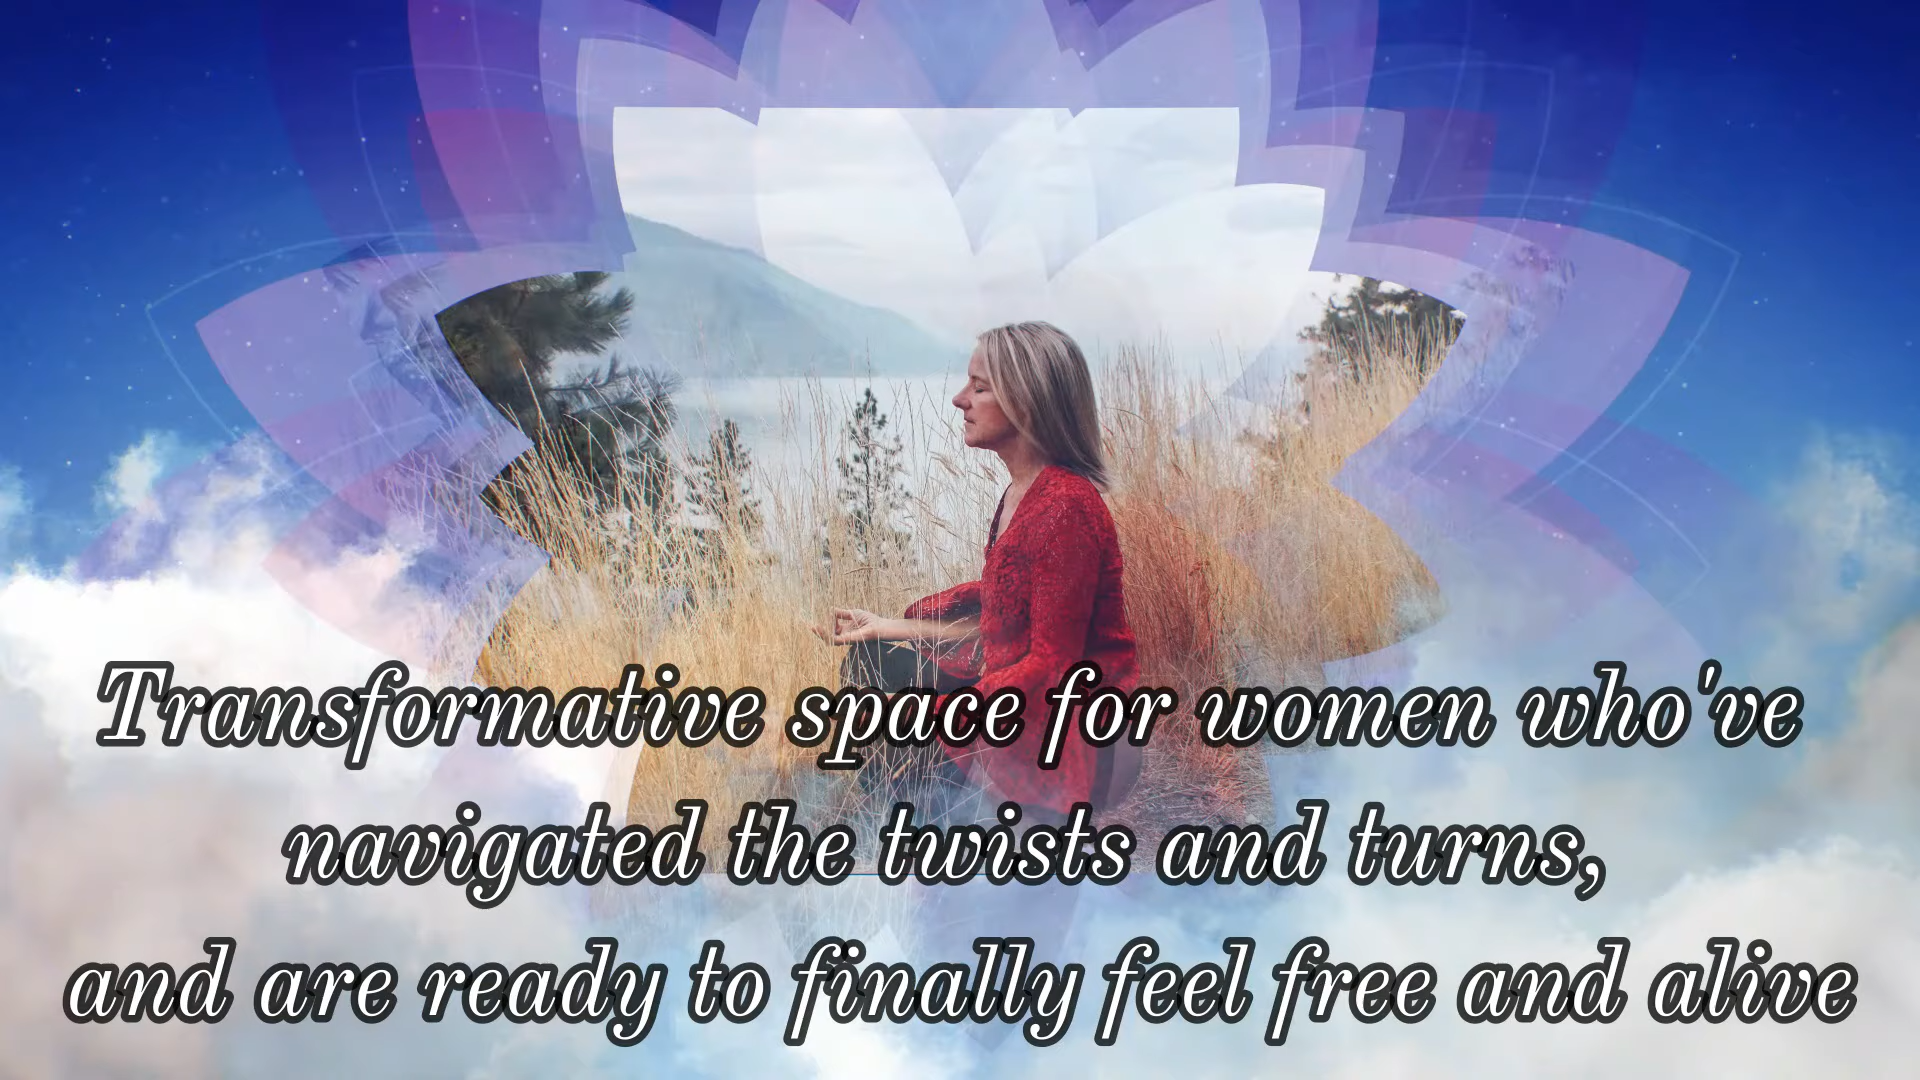 Transformative space for women who've
navigated the twists and turns,
and are ready to finally feel free and alive